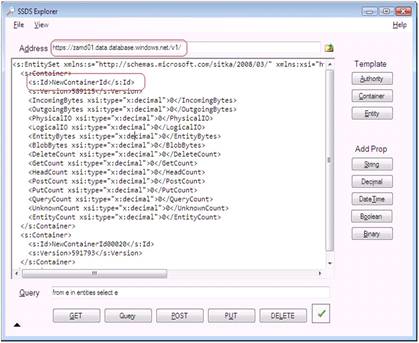 SSDS Explorer
File View Help
Address https://zamd01.data.database.windows.net/v1/
<s:EntitySet xmlns:s="http://schemas.microsoft.com/sitka/2008/03/" xmlns:xsi="h
<s:Container>
<s:Id>NewContainerId</s:Id>
<s:Version>589115</s:Version>
<IncomingBytes xsi:type="x:decimal">0</IncomingBytes>
<OutgoingBytes xsi:type="x:decimal">0</OutgoingBytes>
<PhysicalIO xsi:type="x:decimal">0</PhysicalIO>
<LogicalIO xsi:type="x:decimal">0</LogicalIO>
<EntityBytes xsi:type="x:decimal">0</EntityBytes>
<BlobBytes xsi:type="x:decimal">0</BlobBytes>
<DeleteCount xsi:type="x:decimal">0</DeleteCount>
<GetCount xsi:type="x:decimal">0</GetCount>
<HeadCount xsi:type="x:decimal">0</HeadCount>
<PostCount xsi:type="x:decimal">0</PostCount>
<PutCount xsi:type="x:decimal">0</PutCount>
<QueryCount xsi:type="x:decimal">0</QueryCount>
<UnknownCount xsi:type="x:decimal">0</UnknownCount>
<EntityCount xsi:type="x:decimal">0</EntityCount>
</s:Container>
<s:Container>
<s:Id>NewContainerId00020</s:Id>
<s:Version>591793</s:Version>
Template
Authority
Container
Entity
Add Prop
String
Decimal
DateTime
Boolean
Binary
Query from e in entities select e
GET Query POST PUT DELETE